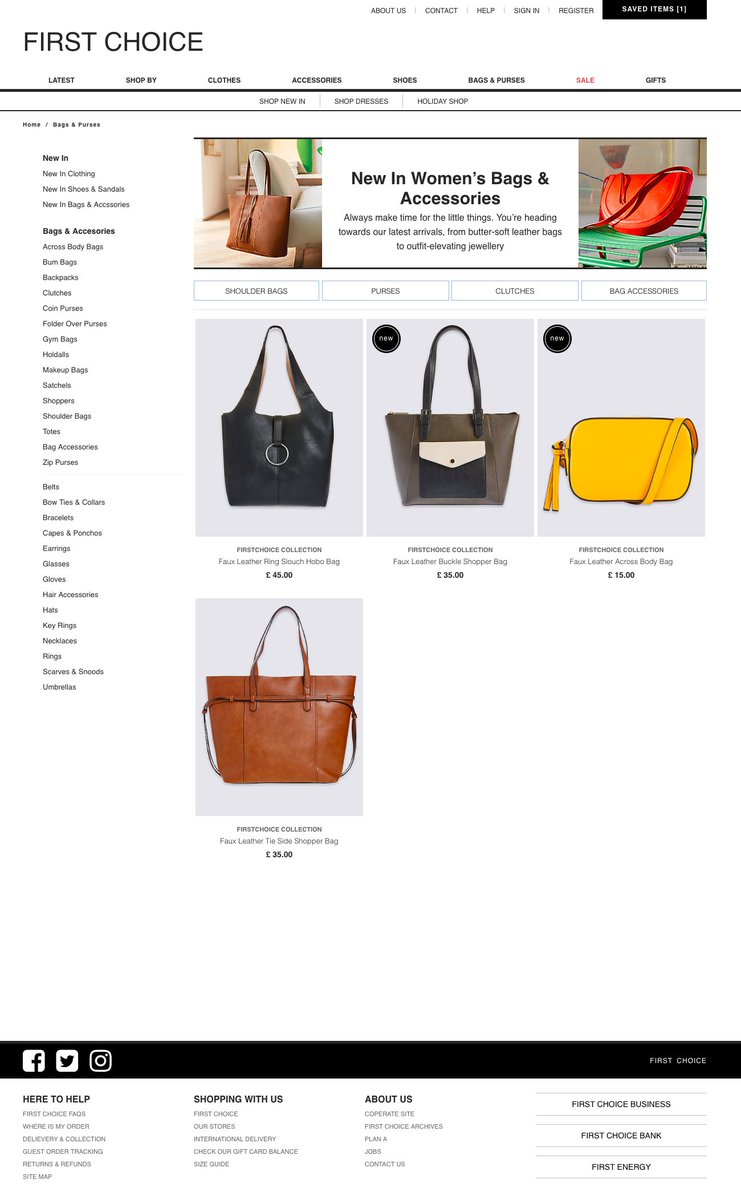 ABOUT US
CONTACT
HELP
SIGN IN
REGISTER
SAVED ITEMS [1]
FIRST CHOICE
LATEST
SHOP BY
CLOTHES
ACCESSORIES
SHOES
BAGS & PURSES
SALE
GIFTS
SHOP NEW IN
SHOP DRESSES
HOLIDAY SHOP
Home / Bags & Purses
New In
New In Clothing
New In Shoes & Sandals
New In Bags & Accssories
Bags & Accesories
Across Body Bags
Bum Bags
Backpacks
Clutches
Coin Purses
Folder Over Purses
Gym Bags
Holdalls
Makeup Bags
Satchels
Shoppers
Shoulder Bags
Totes
Bag Accessories
Zip Purses
Belts
Bow Ties & Collars
Bracelets
Capes & Ponchos
Earrings
Glasses
Gloves
Hair Accessories
Hats
Key Rings
Necklaces
Rings
Scarves & Snoods
Umbrellas
New In Women's Bags &
Accessories
Always make time for the little things. You're heading
towards our latest arrivals, from butter-soft leather bags
to outfit-elevating jewellery
SHOULDER BAGS
PURSES
CLUTCHES
BAG ACCESSORIES
new
new
FIRSTCHOICE COLLECTION
Faux Leather Ring Slouch Hobo Bag
£ 45.00
FIRSTCHOICE COLLECTION
Faux Leather Buckle Shopper Bag
£ 35.00
FIRSTCHOICE COLLECTION
Faux Leather Across Body Bag
£ 15.00
FIRSTCHOICE COLLECTION
Faux Leather Tie Side Shopper Bag
£ 35.00
FIRST CHOICE
HERE TO HELP
FIRST CHOICE FAQS
WHERE IS MY ORDER
DELIEVERY & COLLECTION
GUEST ORDER TRACKING
RETURNS & REFUNDS
SITE MAP
SHOPPING WITH US
FIRST CHOICE
OUR STORES
INTERNATIONAL DELIVERY
CHECK OUR GIFT CARD BALANCE
SIZE GUIDE
ABOUT US
COPERATE SITE
FIRST CHOICE ARCHIVES
PLAN A
JOBS
CONTACT US
FIRST CHOICE BUSINESS
FIRST CHOICE BANK
FIRST ENERGY